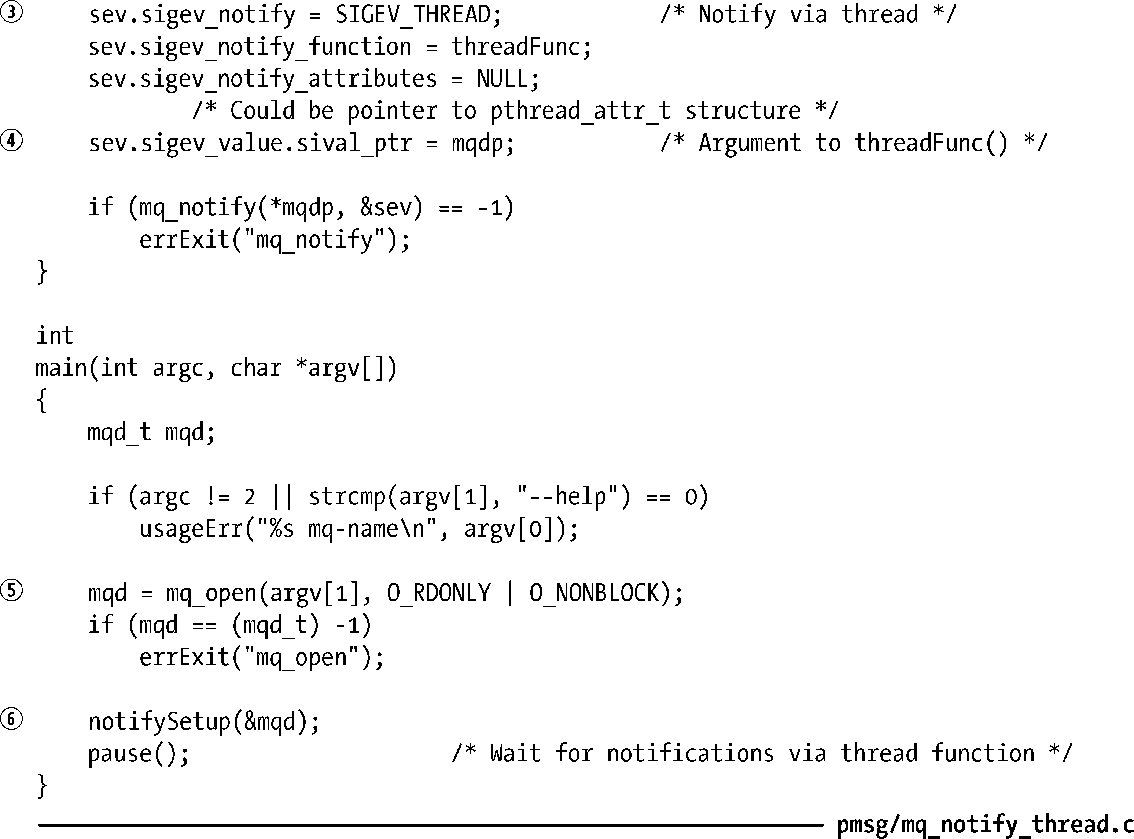 ③ sev.sigev_notify = SIGEV_THREAD; /* Notify via thread */
sev.sigev_notify_function = threadFunc;
sev.sigev_notify_attributes = NULL;
/* Could be pointer to pthread_attr_t structure */
④ sev.sigev_value.sival_ptr = mqdp; /* Argument to threadFunc() */
if (mq_notify(*mqdp, &sev) == -1)
errExit("mq_notify");
}
int
main(int argc, char *argv[])
{
mqd_t mqd;
if (argc != 2 || strcmp(argv[1], "--help") == 0)
usageErr("%s mq-name\n", argv[0]);
⑤ mqd = mq_open(argv[1], O_RDONLY | O_NONBLOCK);
if (mqd == (mqd_t) -1)
errExit("mq_open");
⑥ notifySetup(&mqd);
pause(); /* Wait for notifications via thread function */
}
pmsg/mq_notify_thread.c